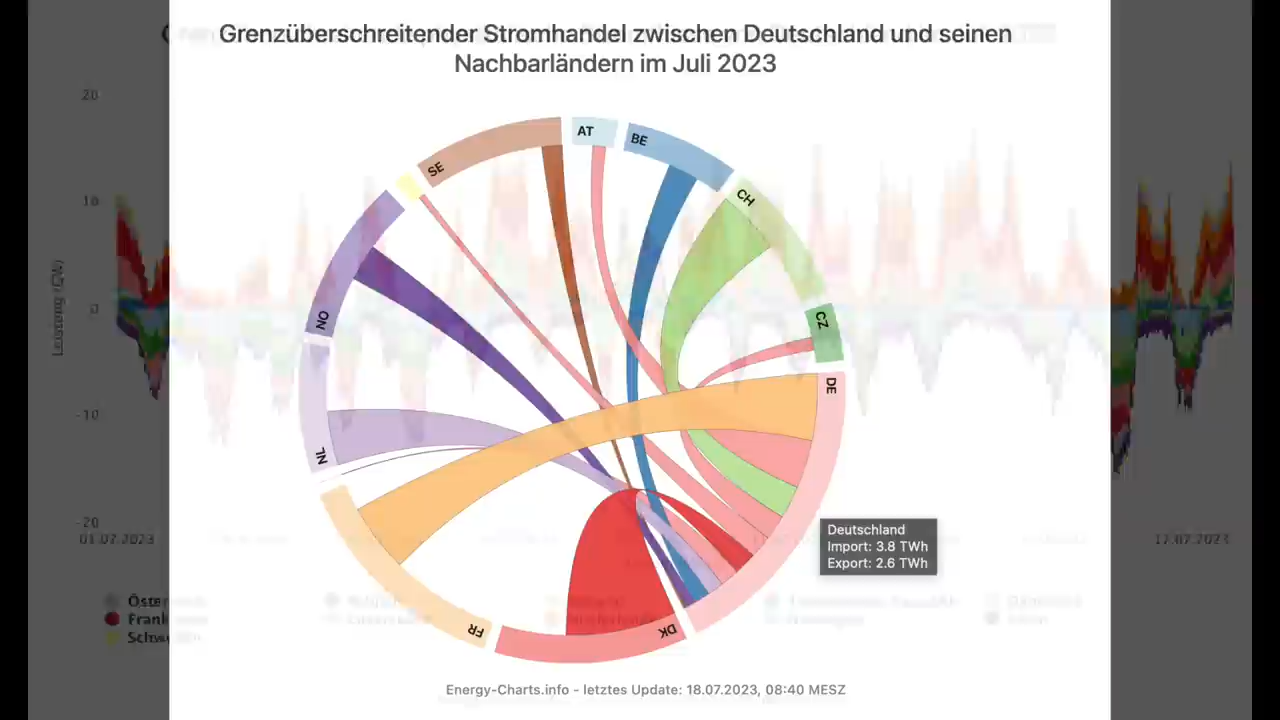 Grenzüberschreitender Stromhandel zwischen Deutschland und seinen
Nachbarländern im Juli 2023
20
10
0
-10
-20
Leistung (GW)
01.07.2023
17.07.2023
AT
BE
SE
CH
CZ
NO
DE
NL
FR
DK
Deutschland
Import: 3.8 TWh
Export: 2.6 TWh
Energy-Charts.info - letztes Update: 18.07.2023, 08:40 MESZ